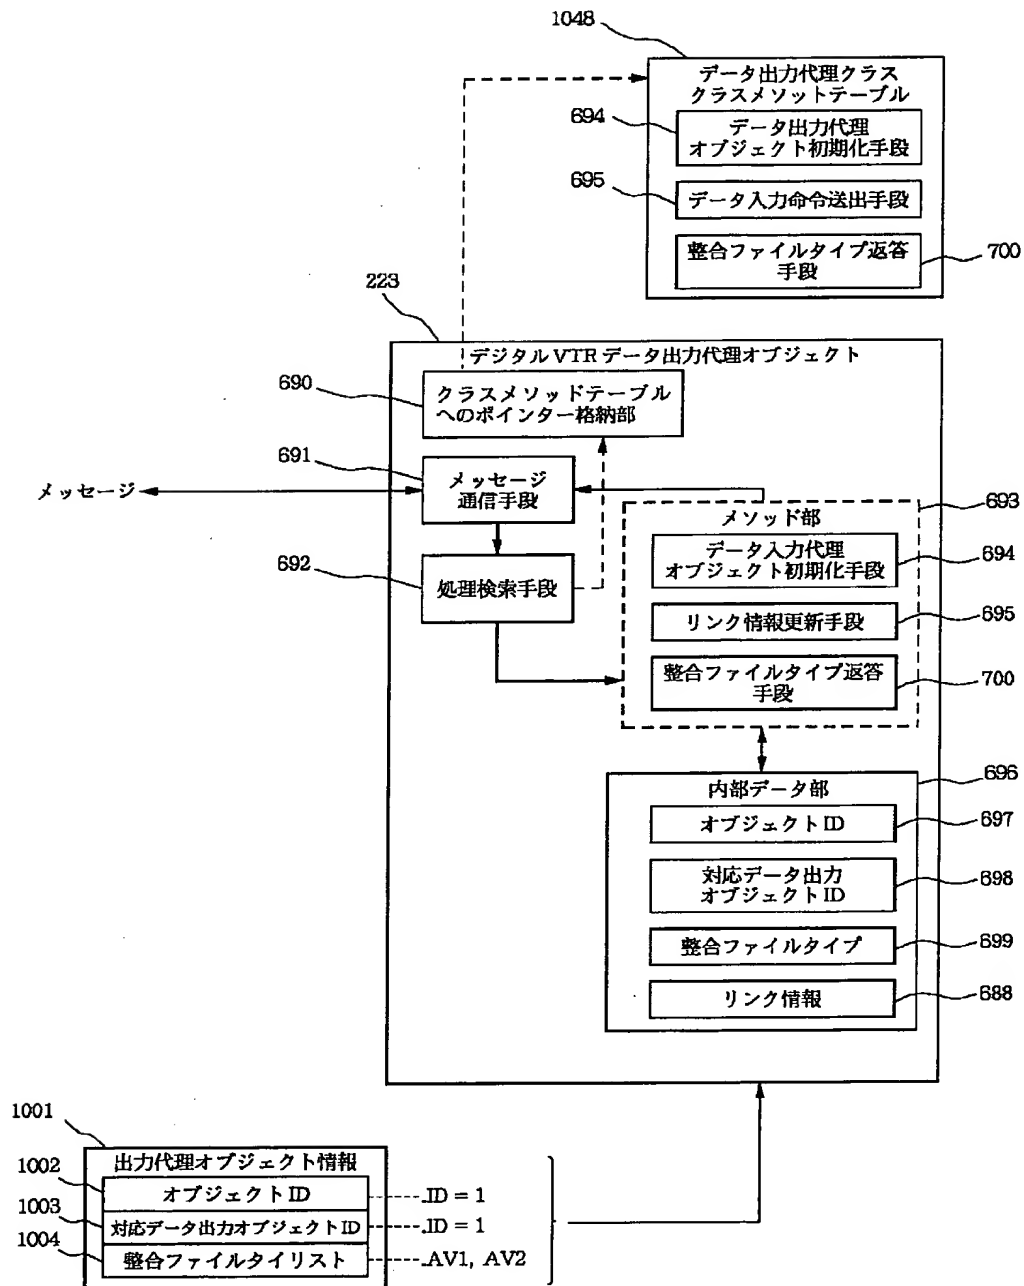 1048
データ出力代理クラス
クラスメソットテーブル
694
データ出力代理
オブジェクト初期化手段
695
データ入力命令送出手段
整合ファイルタイプ返答
手段
700
223
デジタルVTRデータ出力代理オブジェクト
690
クラスメソッドテーブル
へのポインター格納部
691
メッセージ
メッセージ
通信手段
693
メソッド部
692
処理検索手段
データ入力代理
オブジェクト初期化手段
694
リンク情報更新手段
695
整合ファイルタイプ返答
手段
700
696
内部データ部
オブジェクトID
697
対応データ出力
オブジェクトID
698
整合ファイルタイプ
699
リンク情報
688
1001
出力代理オブジェクト情報
1002
オブジェクトID
ID = 1
1003
対応データ出力オブジェクトID
ID = 1
1004
整合ファイルタイリスト
AV1, AV2